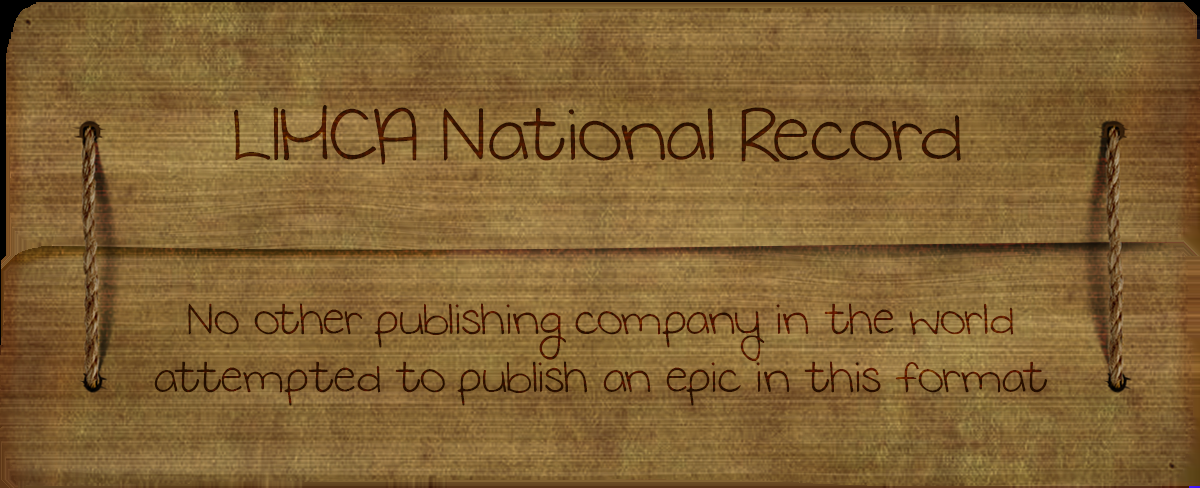 LIMCA National Record
No other publishing company in the world
attempted to publish an epic in this format